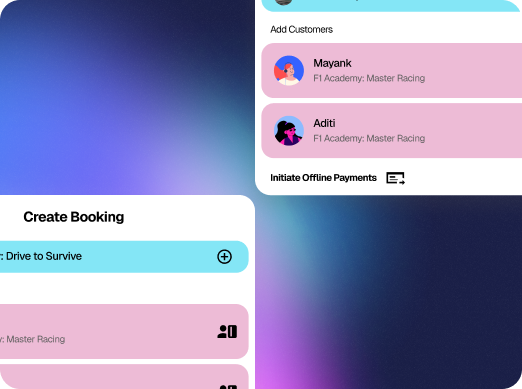 Add Customers
Mayank
F1 Academy: Master Racing
Aditi
F1 Academy: Master Racing
Initiate Offline Payments
Create Booking
: Drive to Survive
: Master Racing